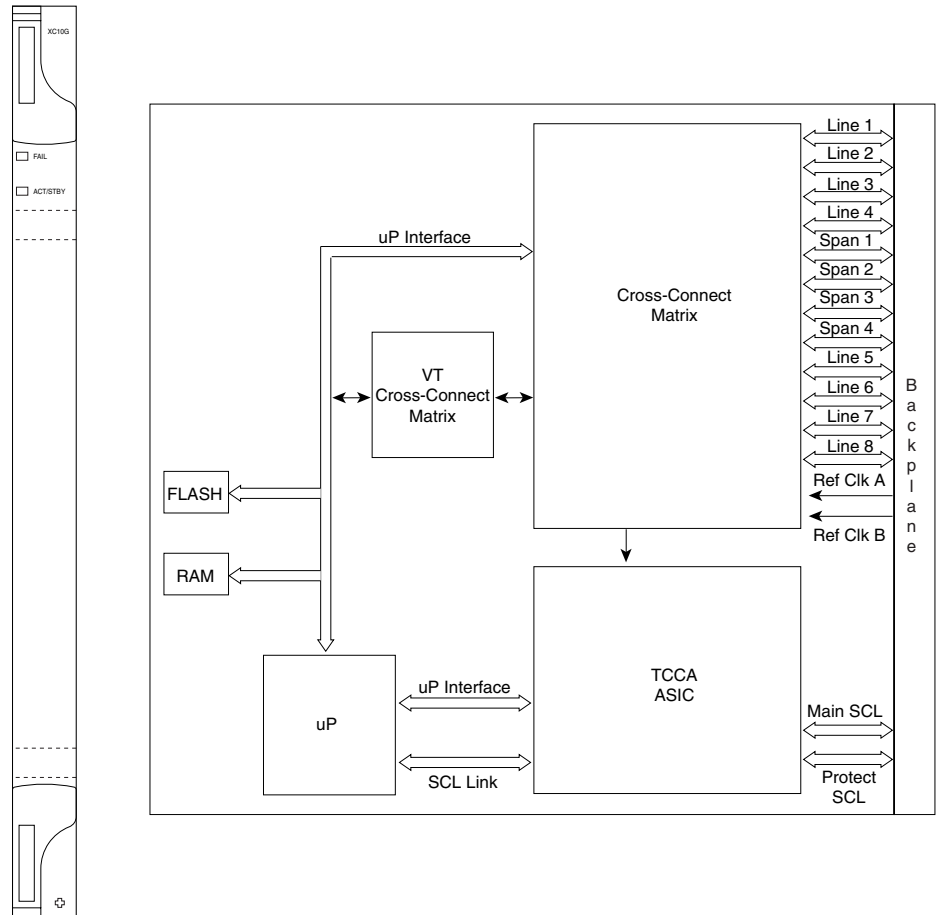 XC10G
FAIL
ACT/STBY
uP Interface
Cross-Connect
Matrix
VT
Cross-Connect
Matrix
FLASH
RAM
uP
uP Interface
SCL Link
TCCA
ASIC
Line 1
Line 2
Line 3
Line 4
Span 1
Span 2
Span 3
Span 4
Line 5
Line 6
Line 7
Line 8
Ref Clk A
Ref Clk B
Main SCL
Protect
SCL
Backplane